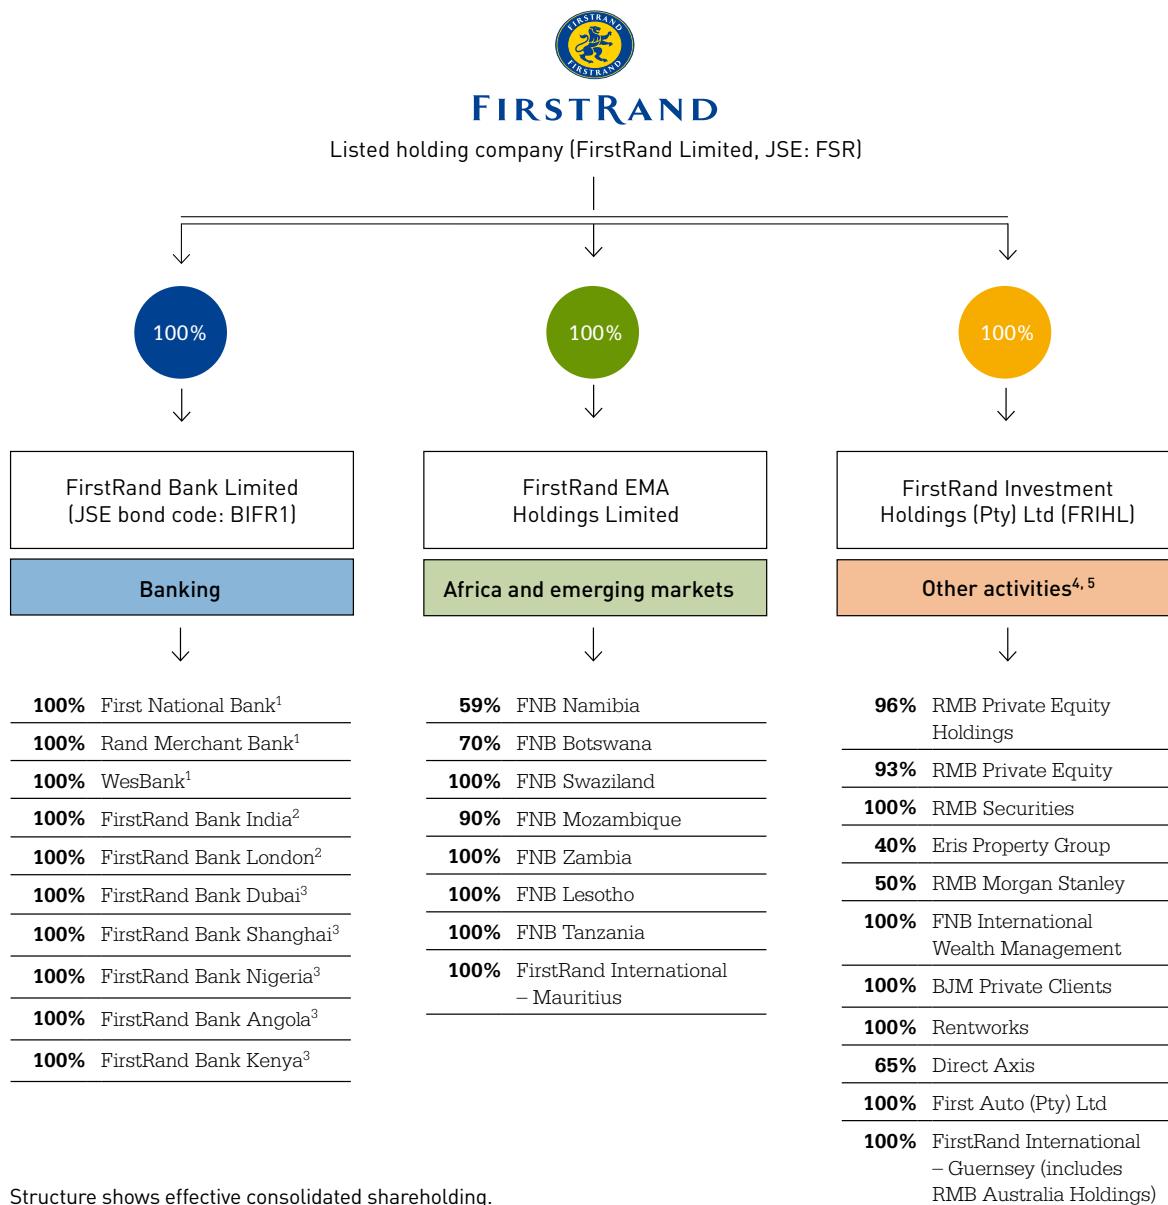 FIRSTRAND
FIRSTRAND
FIRSTRAND
Listed holding company (FirstRand Limited, JSE: FSR)
100%
100%
100%
FirstRand Bank Limited
(JSE bond code: BIFR1)
Banking
100% First National Bank¹
100% Rand Merchant Bank¹
100% WesBank¹
100% FirstRand Bank India²
100% FirstRand Bank London²
100% FirstRand Bank Dubai³
100% FirstRand Bank Shanghai³
100% FirstRand Bank Nigeria³
100% FirstRand Bank Angola³
100% FirstRand Bank Kenya³
FirstRand EMA
Holdings Limited
Africa and emerging markets
59% FNB Namibia
70% FNB Botswana
100% FNB Swaziland
90% FNB Mozambique
100% FNB Zambia
100% FNB Lesotho
100% FNB Tanzania
100% FirstRand International
– Mauritius
FirstRand Investment
Holdings (Pty) Ltd (FRIHL)
Other activities⁴, ⁵
96% RMB Private Equity
Holdings
93% RMB Private Equity
100% RMB Securities
40% Eris Property Group
50% RMB Morgan Stanley
100% FNB International
Wealth Management
100% BJM Private Clients
100% Rentworks
65% Direct Axis
100% First Auto (Pty) Ltd
100% FirstRand International
– Guernsey (includes
RMB Australia Holdings)
Structure shows effective consolidated shareholding.